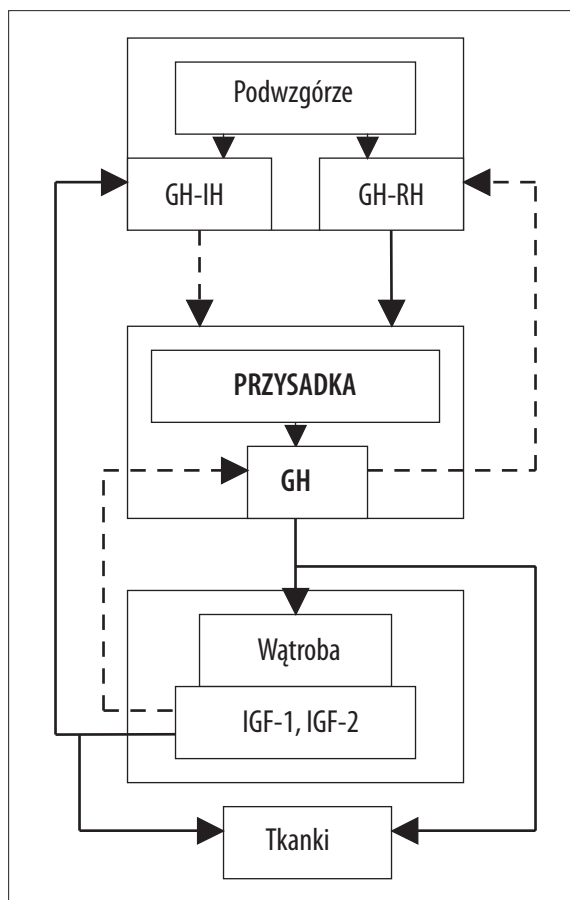 Podwzgórze
GH-IH
GH-RH
PRZYSADKA
GH
Wątroba
IGF-1, IGF-2
Tkanki